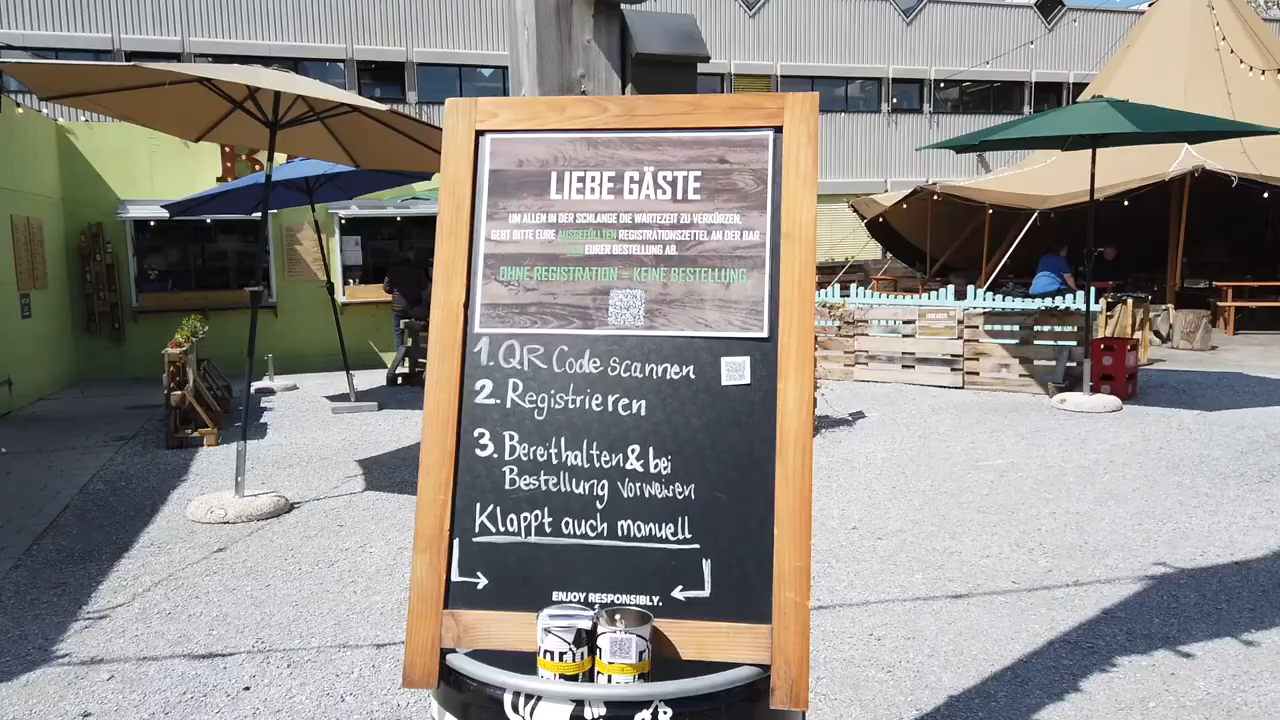 LIEBE GÄSTE
UM ALLEN IN DER SCHLANGE DIE WARTEZEIT ZU VERKÜRZEN,
GEBT BITTE EURE AUSGEFÜLLTEN REGISTRATIONSZETTEL AN DER BAR
EURER BESTELLUNG AB.
OHNE REGISTRATION = KEINE BESTELLUNG
1. QR Code scannen
2. Registrieren
3. Bereithalten & bei
Bestellung vorweisen
Klappt auch manuell
ENJOY RESPONSIBLY.